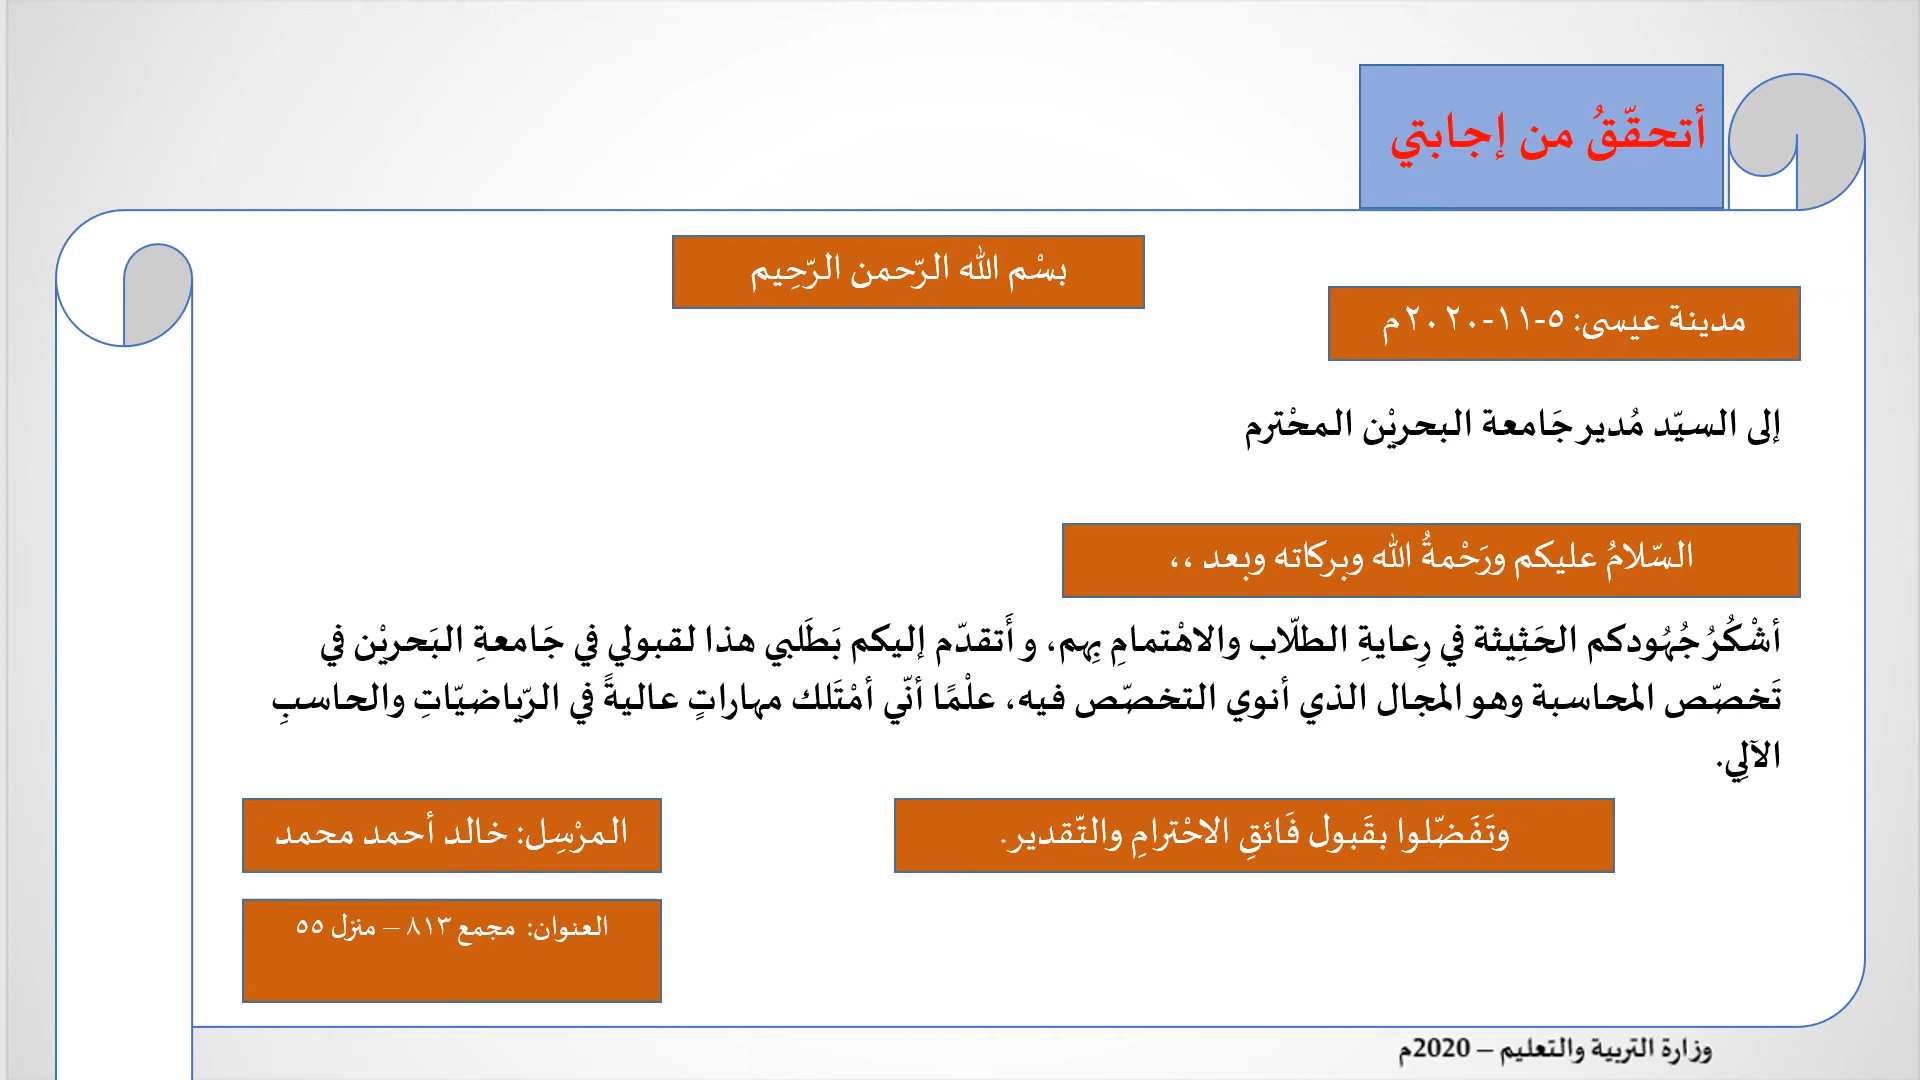 أتحقّقُ من إجابتي
بسْم الله الرّحمن الرّحِيم
مدينة عيسى: ٥-١١-٢٠٢٠م
إلى السيّد مُدير جَامعة البحريْن المحْترم
السّلامُ عليكم ورَحْمةُ الله وبركاته وبعد ،،
أشْكُرُ جُهُودكم الحَثِيثة في رِعايةِ الطلّاب والاهْتمامِ بِهم، و أَتقدّم إليكم بَطَلبي هذا لقبولي في جَامعةِ البَحريْن في
تَخصّص المحاسبة وهو المجال الذي أنوي التخصّص فيه، علْمًا أنّي أمْتَلك مهاراتٍ عاليةً في الرّياضيّاتِ والحاسبِ
الآلِي.
وتَفَضّلوا بقَبول فَائقِ الاحْترامِ والتّقدير.
المرْسِل: خالد أحمد محمد
العنوان: مجمع ٨١٣ – منزل ٥٥
وزارة التربية والتعليم – 2020م